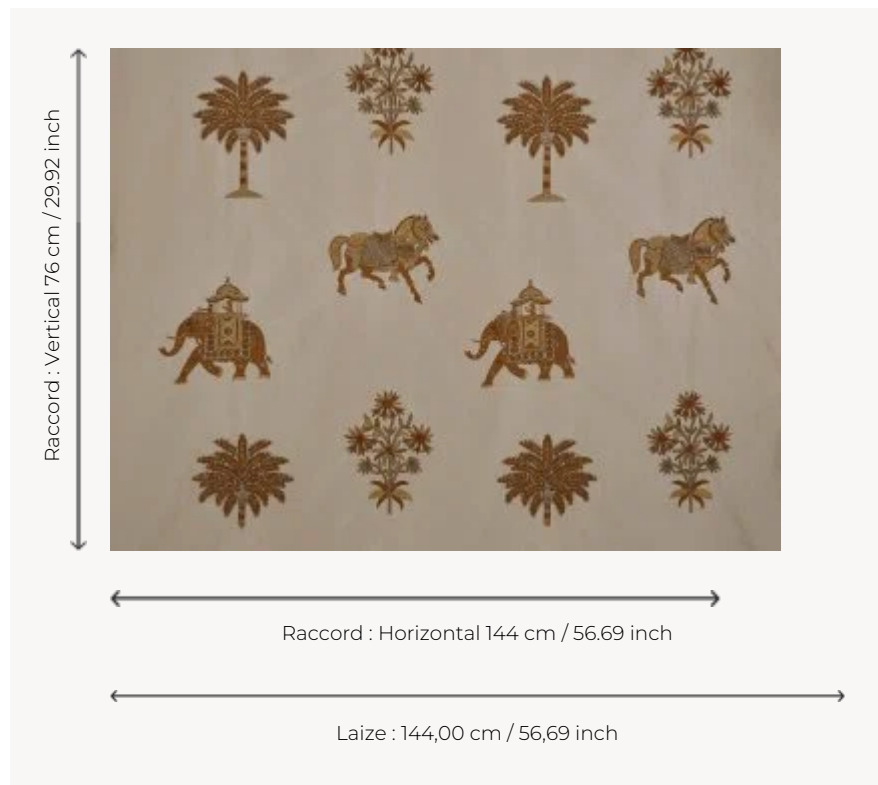 Raccord : Vertical 76 cm / 29.92 inch
Raccord : Horizontal 144 cm / 56.69 inch
Laize : 144,00 cm / 56,69 inch